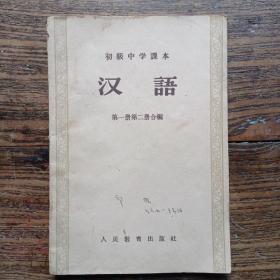 初級中学課本
汉語
第一册第二册合編
人民教育出版社